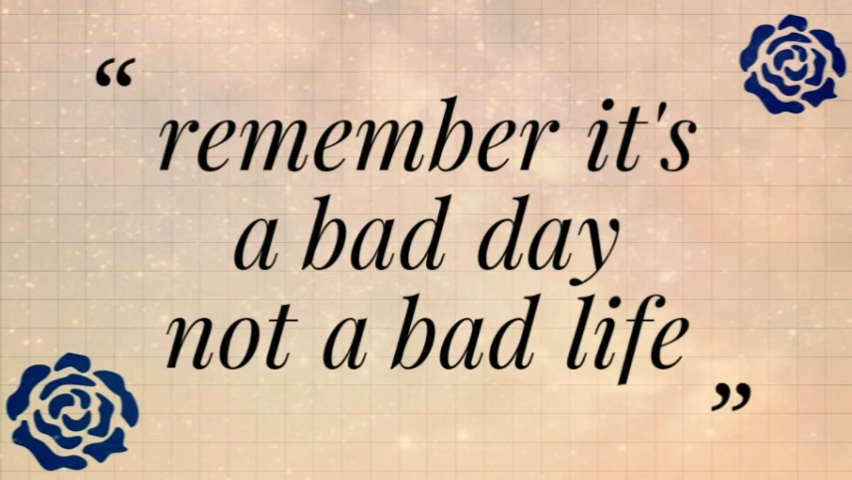 “ remember it's
a bad day
not a bad life ”